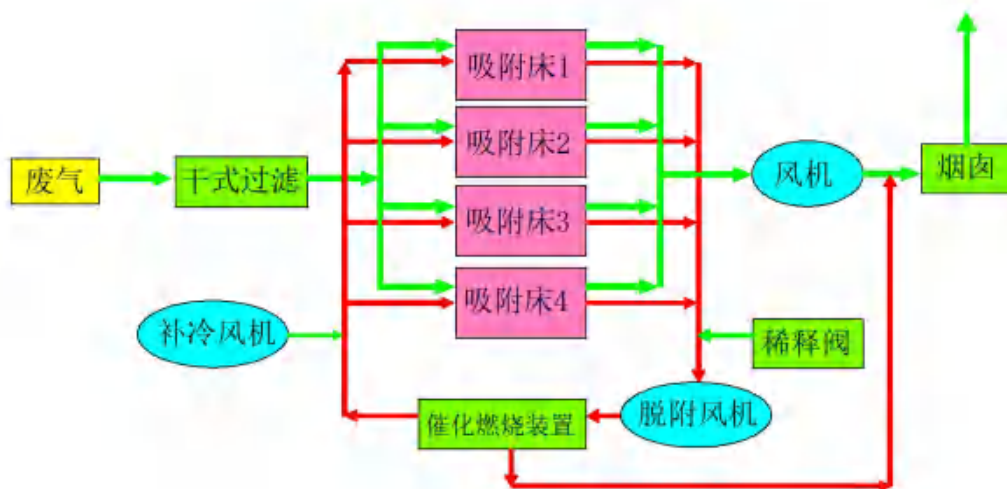 吸附床1
吸附床2
废气
干式过滤
风机
烟囱
吸附床3
吸附床4
补冷风机
稀释阀
催化燃烧装置
脱附风机